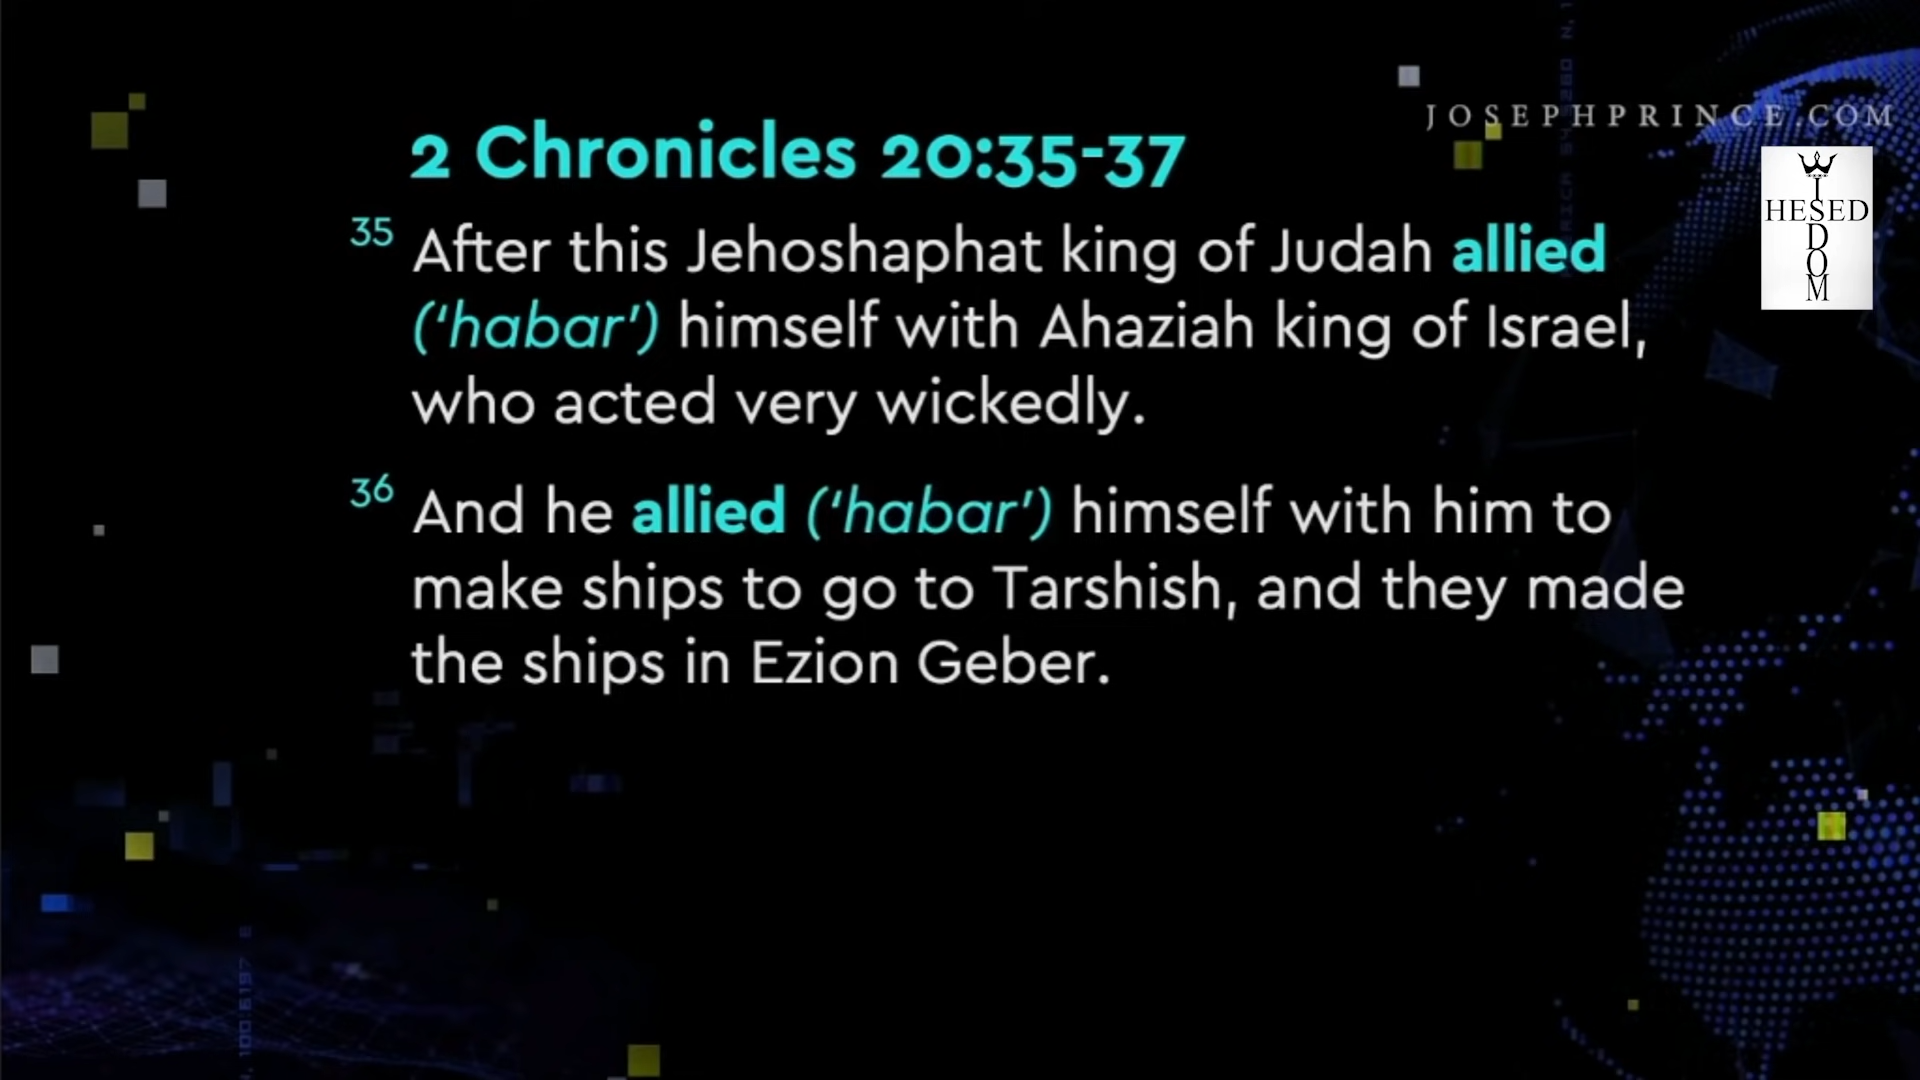 JOSEPHPRINCE.COM
2 Chronicles 20:35-37
35 After this Jehoshaphat king of Judah allied
(‘habar’) himself with Ahaziah king of Israel,
who acted very wickedly.
36 And he allied (‘habar’) himself with him to
make ships to go to Tarshish, and they made
the ships in Ezion Geber.
WISDOM
HESED